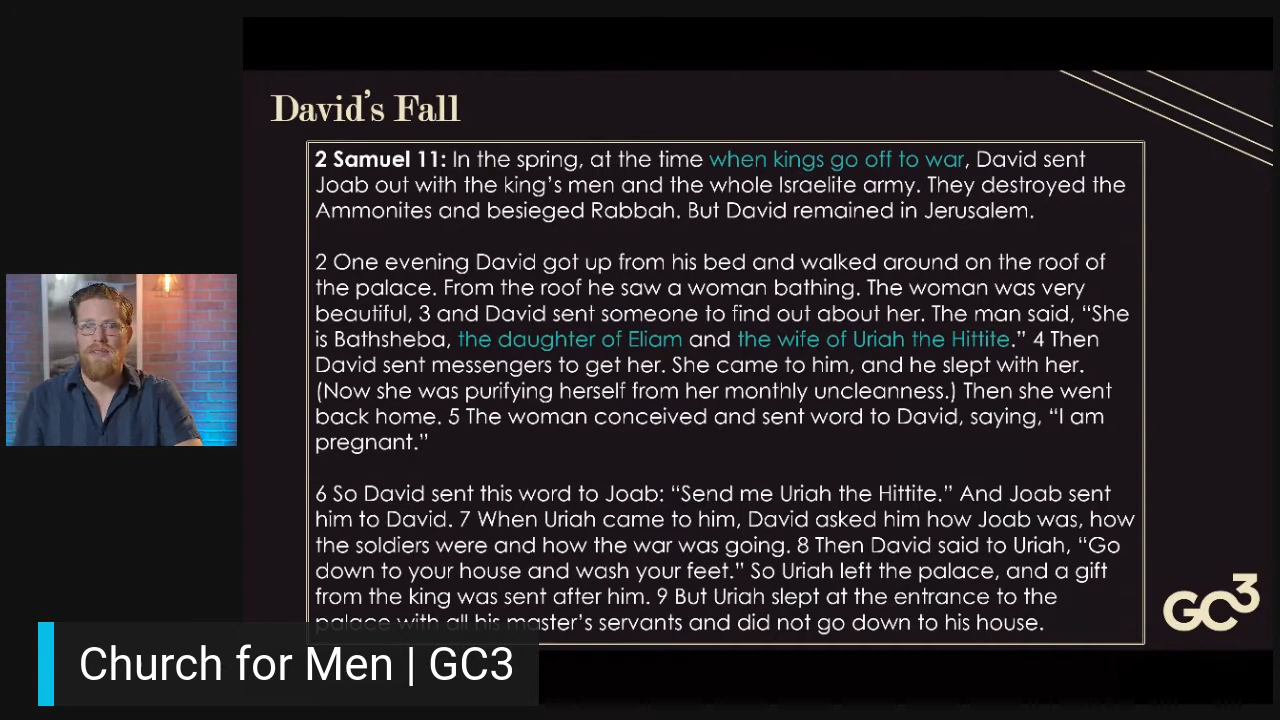 David's Fall
2 Samuel 11: In the spring, at the time when kings go off to war, David sent
Joab out with the king's men and the whole Israelite army. They destroyed the
Ammonites and besieged Rabbah. But David remained in Jerusalem.
2 One evening David got up from his bed and walked around on the roof of
the palace. From the roof he saw a woman bathing. The woman was very
beautiful, 3 and David sent someone to find out about her. The man said, “She
is Bathsheba, the daughter of Eliam and the wife of Uriah the Hittite.” 4 Then
David sent messengers to get her. She came to him, and he slept with her.
(Now she was purifying herself from her monthly uncleanness.) Then she went
back home. 5 The woman conceived and sent word to David, saying, “I am
pregnant.”
6 So David sent this word to Joab: “Send me Uriah the Hittite.” And Joab sent
him to David. 7 When Uriah came to him, David asked him how Joab was, how
the soldiers were and how the war was going. 8 Then David said to Uriah, “Go
down to your house and wash your feet.” So Uriah left the palace, and a gift
from the king was sent after him. 9 But Uriah slept at the entrance to the
palace with all his master's servants and did not go down to his house.
GC3
Church for Men | GC3